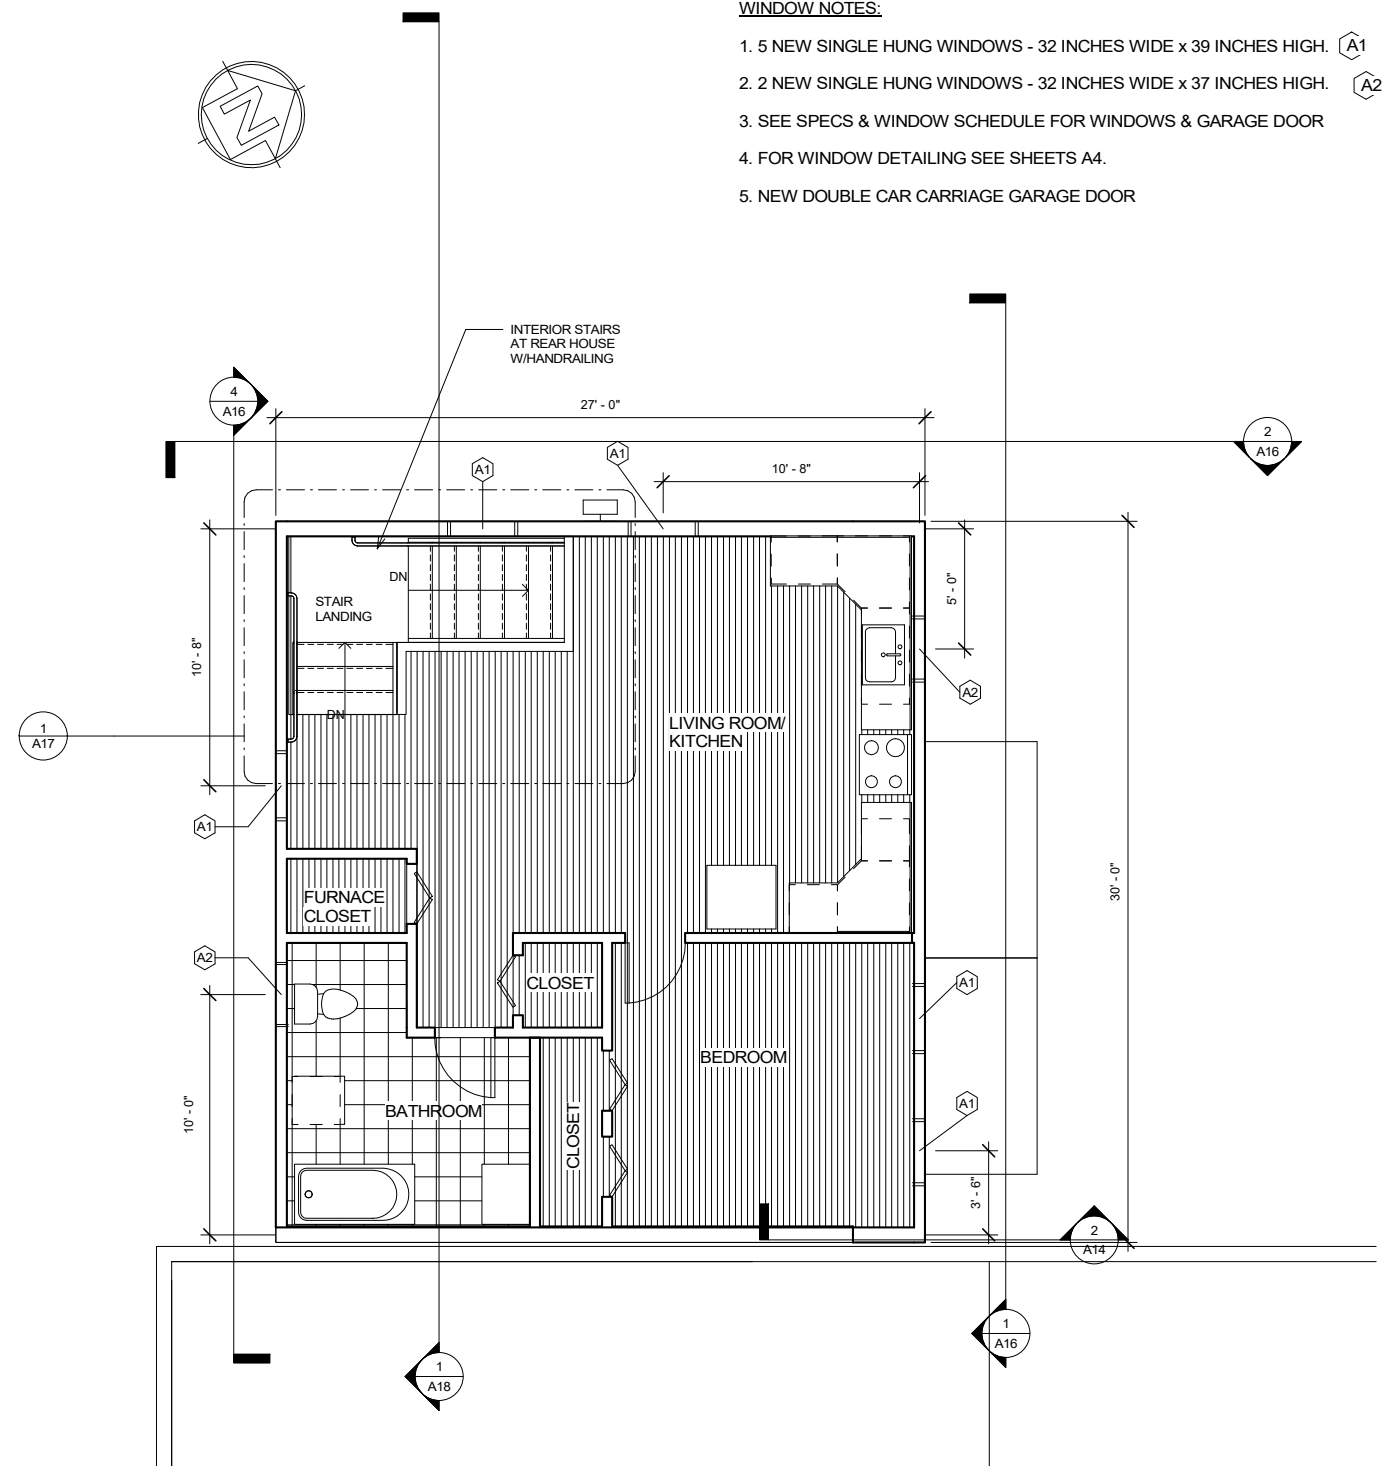 WINDOW NOTES:
1. 5 NEW SINGLE HUNG WINDOWS - 32 INCHES WIDE x 39 INCHES HIGH. A1
2. 2 NEW SINGLE HUNG WINDOWS - 32 INCHES WIDE x 37 INCHES HIGH. A2
3. SEE SPECS & WINDOW SCHEDULE FOR WINDOWS & GARAGE DOOR
4. FOR WINDOW DETAILING SEE SHEETS A4.
5. NEW DOUBLE CAR CARRIAGE GARAGE DOOR
N
INTERIOR STAIRS
AT REAR HOUSE
W/HANDRAILING
4
A16
27' - 0"
2
A16
A1
A1
10' - 8"
DN
STAIR
LANDING
5' - 0"
10' - 8"
A2
DN
LIVING ROOM/
KITCHEN
1
A17
A1
30' - 0"
FURNACE
CLOSET
A2
CLOSET
A1
BEDROOM
A1
10' - 0"
BATHROOM
CLOSET
3' - 6"
2
A14
1
A16
1
A18